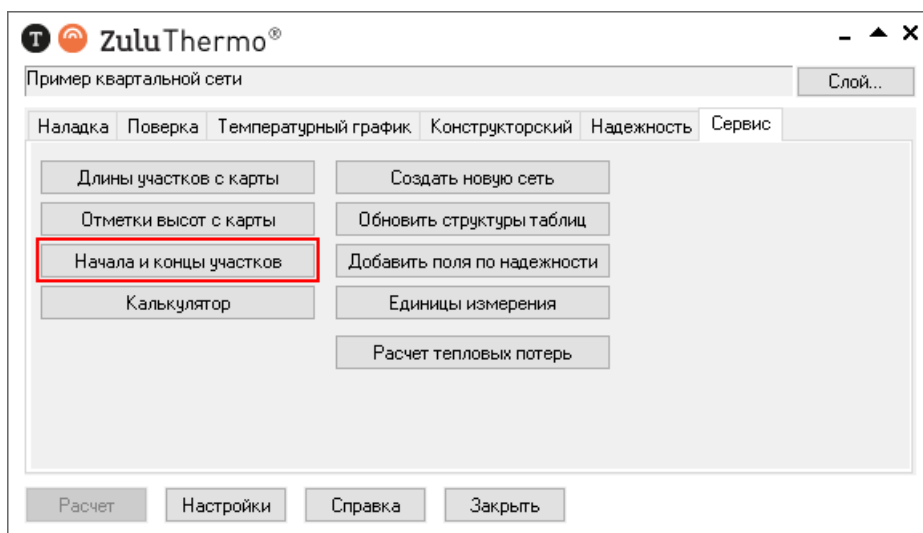 ZuluThermo®
Пример квартальной сети
Слой...
Наладка Поверка Температурный график Конструкторский Надежность Сервис
Длины участков с карты Создать новую сеть
Отметки высот с карты Обновить структуры таблиц
Начала и концы участков Добавить поля по надежности
Калькулятор Единицы измерения
Расчет тепловых потерь
Расчет Настройки Справка Закрыть